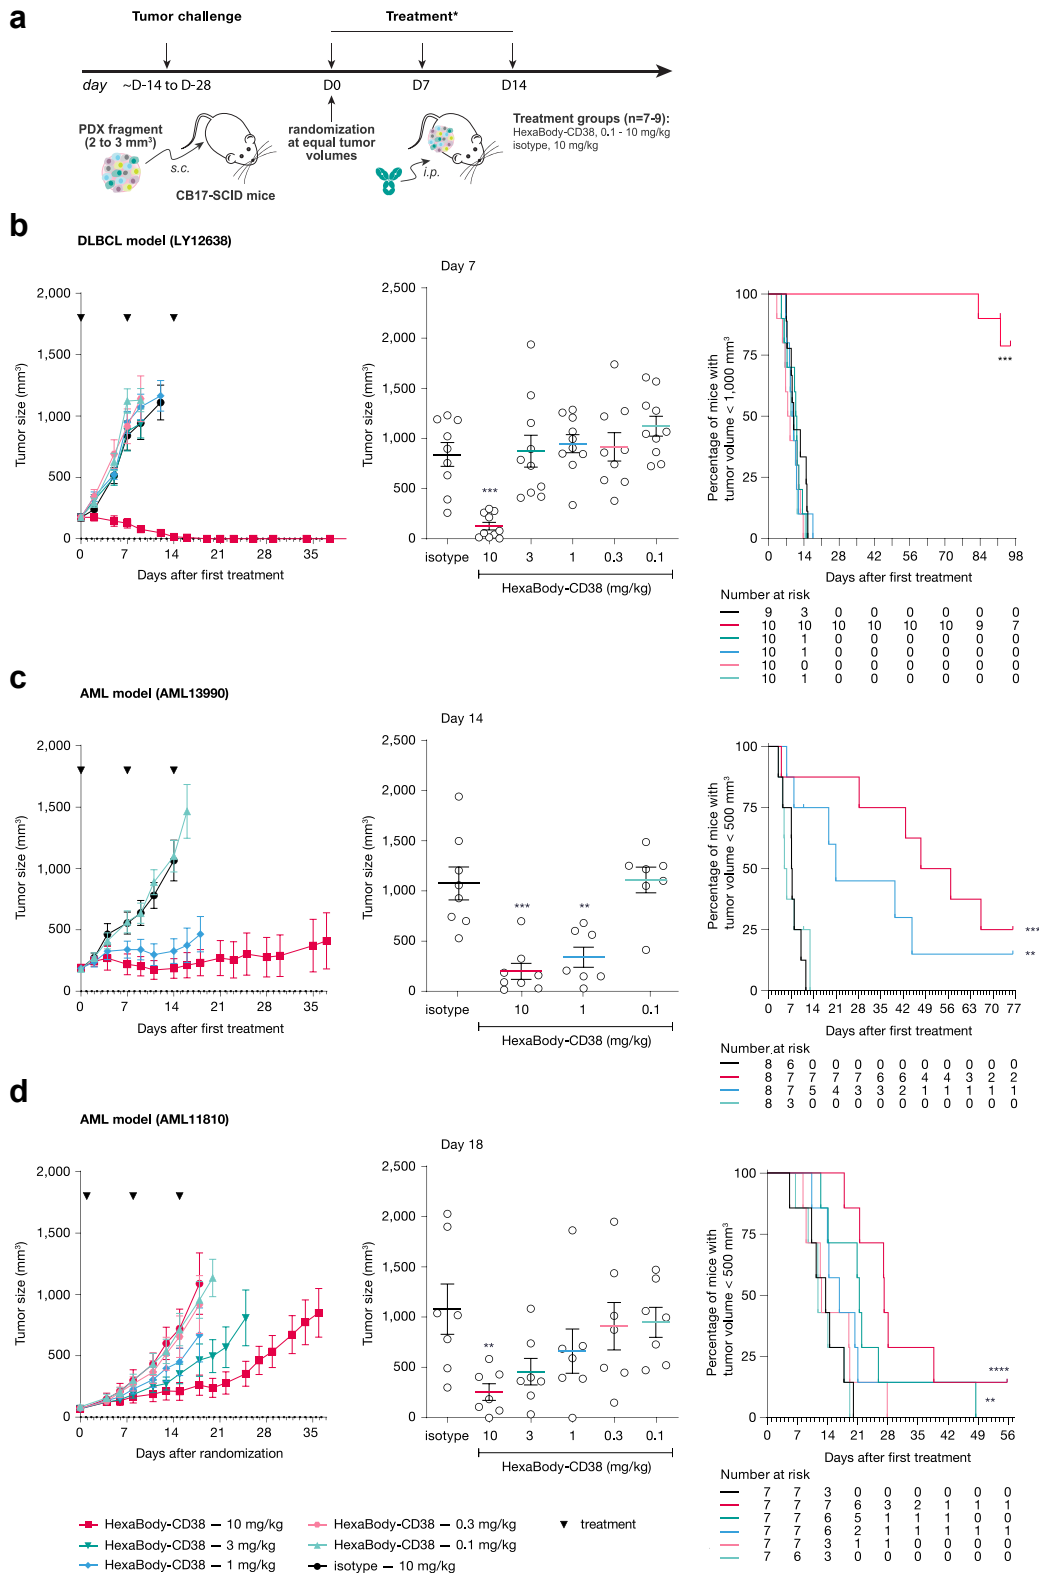 a
Tumor challenge
Treatment*
day
~D-14 to D-28
D0
D7
D14
PDX fragment
(2 to 3 mm³)
s.c.
CB17-SCID mice
randomization
at equal tumor
volumes
i.p.
Treatment groups (n=7-9):
HexaBody-CD38, 0.1 - 10 mg/kg
isotype, 10 mg/kg
b
DLBCL model (LY12638)
2,000
1,500
1,000
500
0
Tumor size (mm³)
0 7 14 21 28 35
Days after first treatment
Day 7
2,500
2,000
1,500
1,000
500
0
Tumor size (mm³)
***
isotype 10 3 1 0.3 0.1
HexaBody-CD38 (mg/kg)
100
75
50
25
0
Percentage of mice with
tumor volume < 1,000 mm³
***
0 14 28 42 56 70 84 98
Days after first treatment
Number at risk
9 3 0 0 0 0 0 0
10 10 10 10 10 10 9 7
10 1 0 0 0 0 0 0
10 1 0 0 0 0 0 0
10 0 0 0 0 0 0 0
10 1 0 0 0 0 0 0
c
AML model (AML13990)
2,000
1,500
1,000
500
0
Tumor size (mm³)
0 7 14 21 28 35
Days after first treatment
Day 14
2,500
2,000
1,500
1,000
500
0
Tumor size (mm³)
***
**
isotype 10 1 0.1
HexaBody-CD38 (mg/kg)
100
75
50
25
0
Percentage of mice with
tumor volume < 500 mm³
***
**
0 7 14 21 28 35 42 49 56 63 70 77
Days after first treatment
Number at risk
8 6 0 0 0 0 0 0 0 0 0 0
8 7 7 7 7 6 6 4 4 3 2 2
8 7 5 4 3 3 2 1 1 1 1 1
8 3 0 0 0 0 0 0 0 0 0 0
d
AML model (AML11810)
2,000
1,500
1,000
500
0
Tumor size (mm³)
0 7 14 21 28 35
Days after randomization
Day 18
2,500
2,000
1,500
1,000
500
0
Tumor size (mm³)
**
isotype 10 3 1 0.3 0.1
HexaBody-CD38 (mg/kg)
100
75
50
25
0
Percentage of mice with
tumor volume < 500 mm³
****
**
0 7 14 21 28 35 42 49 56
Days after first treatment
Number at risk
7 7 3 0 0 0 0 0 0
7 7 7 6 3 2 1 1 1
7 7 6 5 1 1 1 0 0
7 7 6 2 1 1 1 1 1
7 7 3 1 1 0 0 0 0
7 6 3 0 0 0 0 0 0
HexaBody-CD38 – 10 mg/kg
HexaBody-CD38 – 3 mg/kg
HexaBody-CD38 – 1 mg/kg
HexaBody-CD38 – 0.3 mg/kg
HexaBody-CD38 – 0.1 mg/kg
isotype – 10 mg/kg
treatment